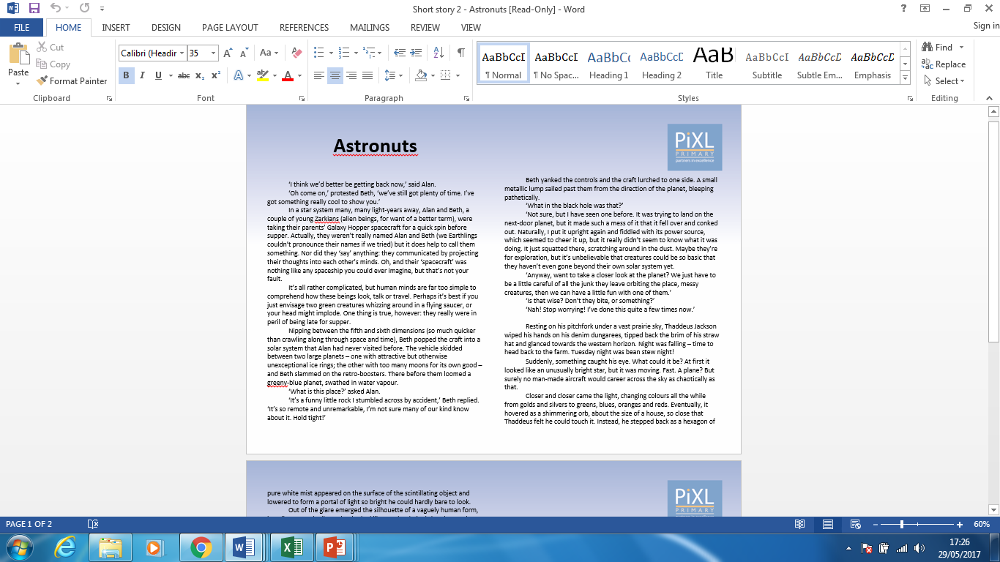 Short story 2 - Astronuts [Read-Only] - Word
Sign in
FILE HOME INSERT DESIGN PAGE LAYOUT REFERENCES MAILINGS REVIEW VIEW
Paste
Cut
Copy
Format Painter
Clipboard
Calibri (Headir 35
Font
Paragraph
AaBbCcI AaBbCcI AaBbCc AaBbCcD AaB AaBbCcI AaBbCcD AaBbCcD
¶ Normal ¶ No Spac... Heading 1 Heading 2 Title Subtitle Subtle Em... Emphasis
Styles
Find
Replace
Select
Editing
Astronuts
PiXL
PRIMARY
partners in excellence
‘I think we’d better be getting back now,’ said Alan.
‘Oh come on,’ protested Beth, ‘we’ve still got plenty of time. I’ve
got something really cool to show you.’
In a star system many, many light-years away, Alan and Beth, a
couple of young Zarkians (alien beings, for want of a better term), were
taking their parents’ Galaxy Hopper spacecraft for a quick spin before
supper. Actually, they weren’t really named Alan and Beth (we Earthlings
couldn’t pronounce their names if we tried) but it does help to call them
something. Nor did they ‘say’ anything: they communicated by projecting
their thoughts into each other’s minds. Oh, and their ‘spacecraft’ was
nothing like any spaceship you could ever imagine, but that’s not your
fault.
It’s all rather complicated, but human minds are far too simple to
comprehend how these beings look, talk or travel. Perhaps it’s best if you
just envisage two green creatures whizzing around in a flying saucer, or
your head might implode. One thing is true, however: they really were in
peril of being late for supper.
Nipping between the fifth and sixth dimensions (so much quicker
than crawling along through space and time), Beth popped the craft into a
solar system that Alan had never visited before. The vehicle skidded
between two large planets – one with attractive but otherwise
unexceptional ice rings; the other with too many moons for its own good –
and Beth slammed on the retro-boosters. There before them loomed a
greeny-blue planet, swathed in water vapour.
‘What is this place?’ asked Alan.
‘It’s a funny little rock I stumbled across by accident,’ Beth replied.
‘It’s so remote and unremarkable, I’m not sure many of our kind know
about it. Hold tight!’
Beth yanked the controls and the craft lurched to one side. A small
metallic lump sailed past them from the direction of the planet, bleeping
pathetically.
‘What in the black hole was that?’
‘Not sure, but I have seen one before. It was trying to land on the
next-door planet, but it made such a mess of it that it fell over and conked
out. Naturally, I put it upright again and fiddled with its power source,
which seemed to cheer it up, but it really didn’t seem to know what it was
doing. It just squatted there, scratching around in the dust. Maybe they’re
for exploration, but it’s unbelievable that creatures could be so basic that
they haven’t even gone beyond their own solar system yet.
‘Anyway, want to take a closer look at the planet? We just have to
be a little careful of all the junk they leave orbiting the place, messy
creatures, then we can have a little fun with one of them.’
‘Is that wise? Don’t they bite, or something?’
‘Nah! Stop worrying! I’ve done this quite a few times now.’
Resting on his pitchfork under a vast prairie sky, Thaddeus Jackson
wiped his hands on his denim dungarees, tipped back the brim of his straw
hat and glanced towards the western horizon. Night was falling – time to
head back to the farm. Tuesday night was bean stew night!
Suddenly, something caught his eye. What could it be? At first it
looked like an unusually bright star, but it was moving. Fast. A plane? But
surely no man-made aircraft would career across the sky as chaotically as
that.
Closer and closer came the light, changing colours all the while
from golds and silvers to greens, blues, oranges and reds. Eventually, it
hovered as a shimmering orb, about the size of a house, so close that
Thaddeus felt he could touch it. Instead, he stepped back as a hexagon of
pure white mist appeared on the surface of the scintillating object and
lowered to form a portal of light so bright he could hardly bare to look.
Out of the glare emerged the silhouette of a vaguely human form,
PiXL
PRIMARY
PAGE 1 OF 2
60%
17:26
29/05/2017